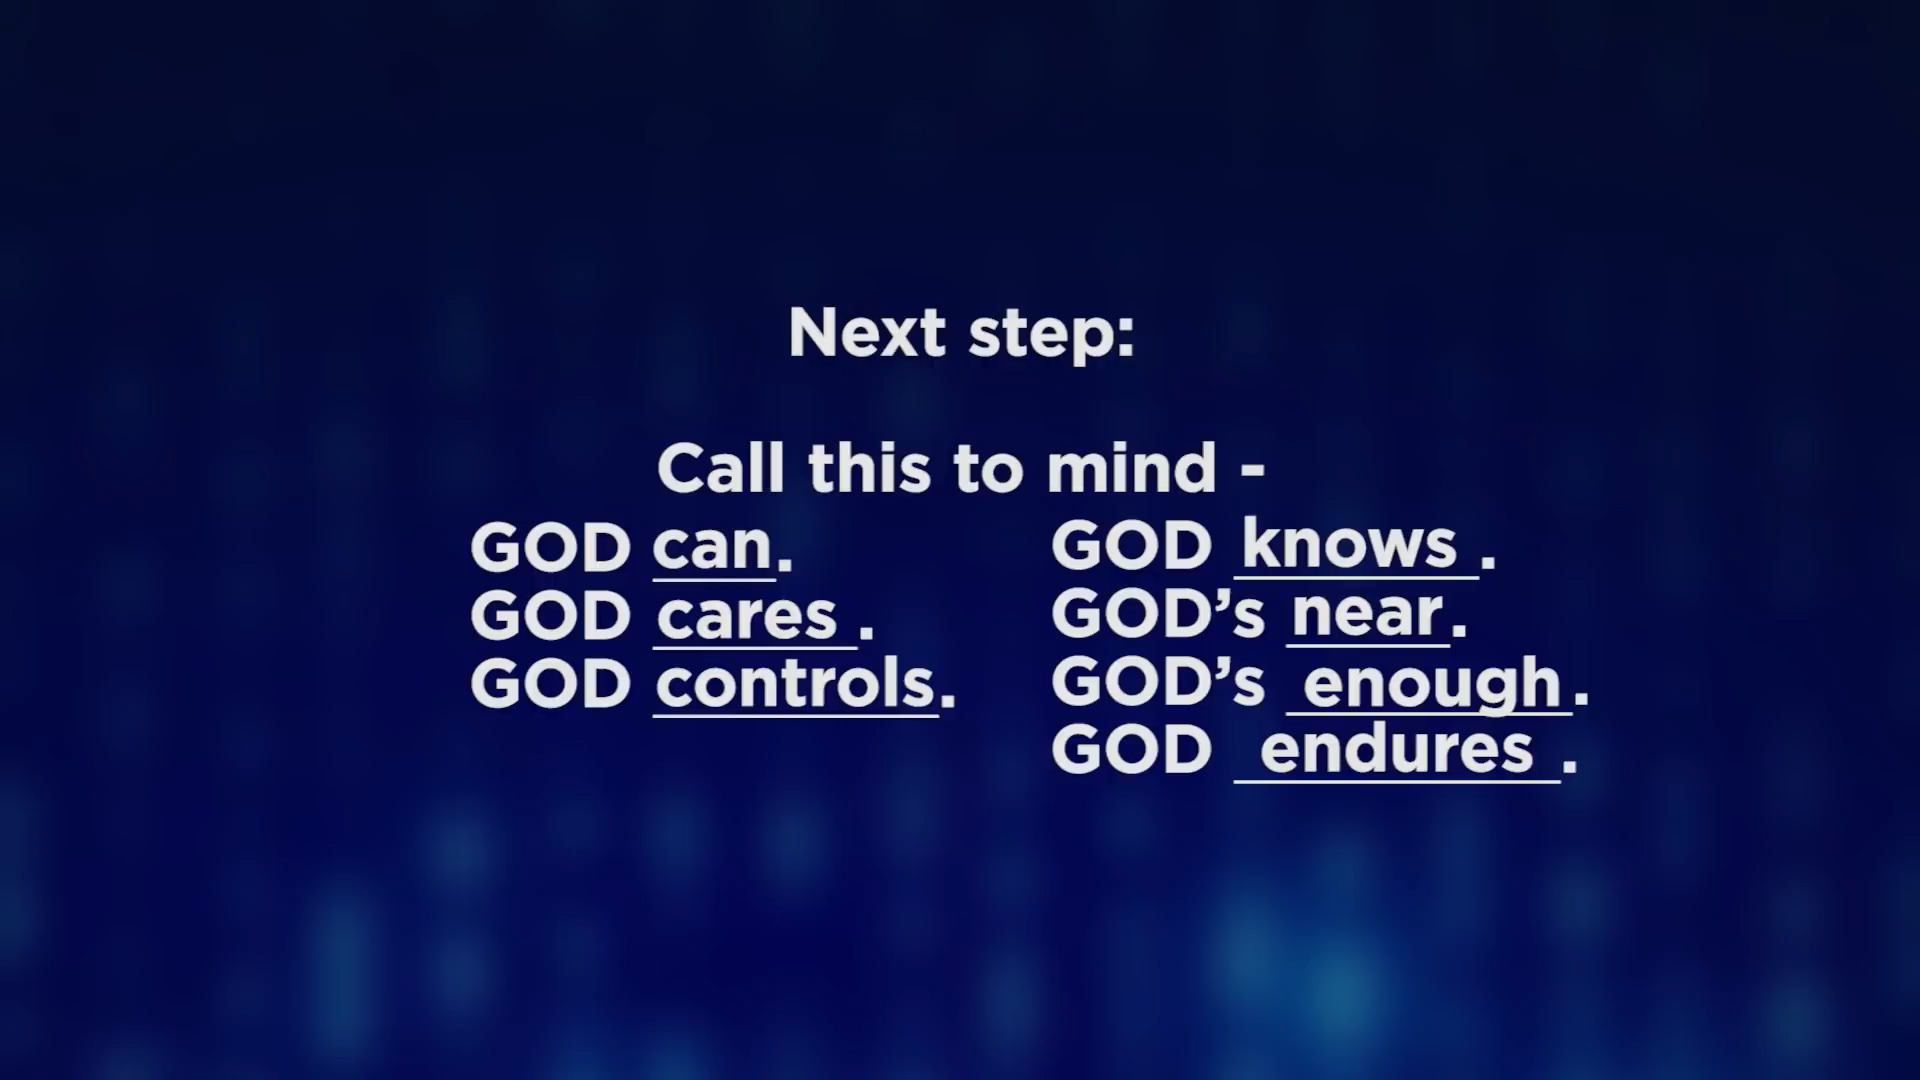 Next step:
Call this to mind -
GOD can.
GOD cares .
GOD controls.
GOD knows .
GOD’s near.
GOD’s enough.
GOD endures .